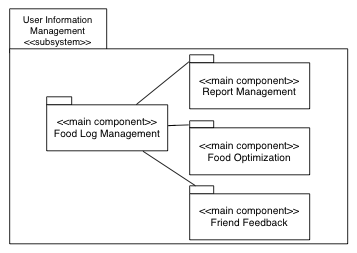 User Information
Management
<<subsystem>>
<<main component>>
Report Management
<<main component>>
Food Log Management
<<main component>>
Food Optimization
<<main component>>
Friend Feedback